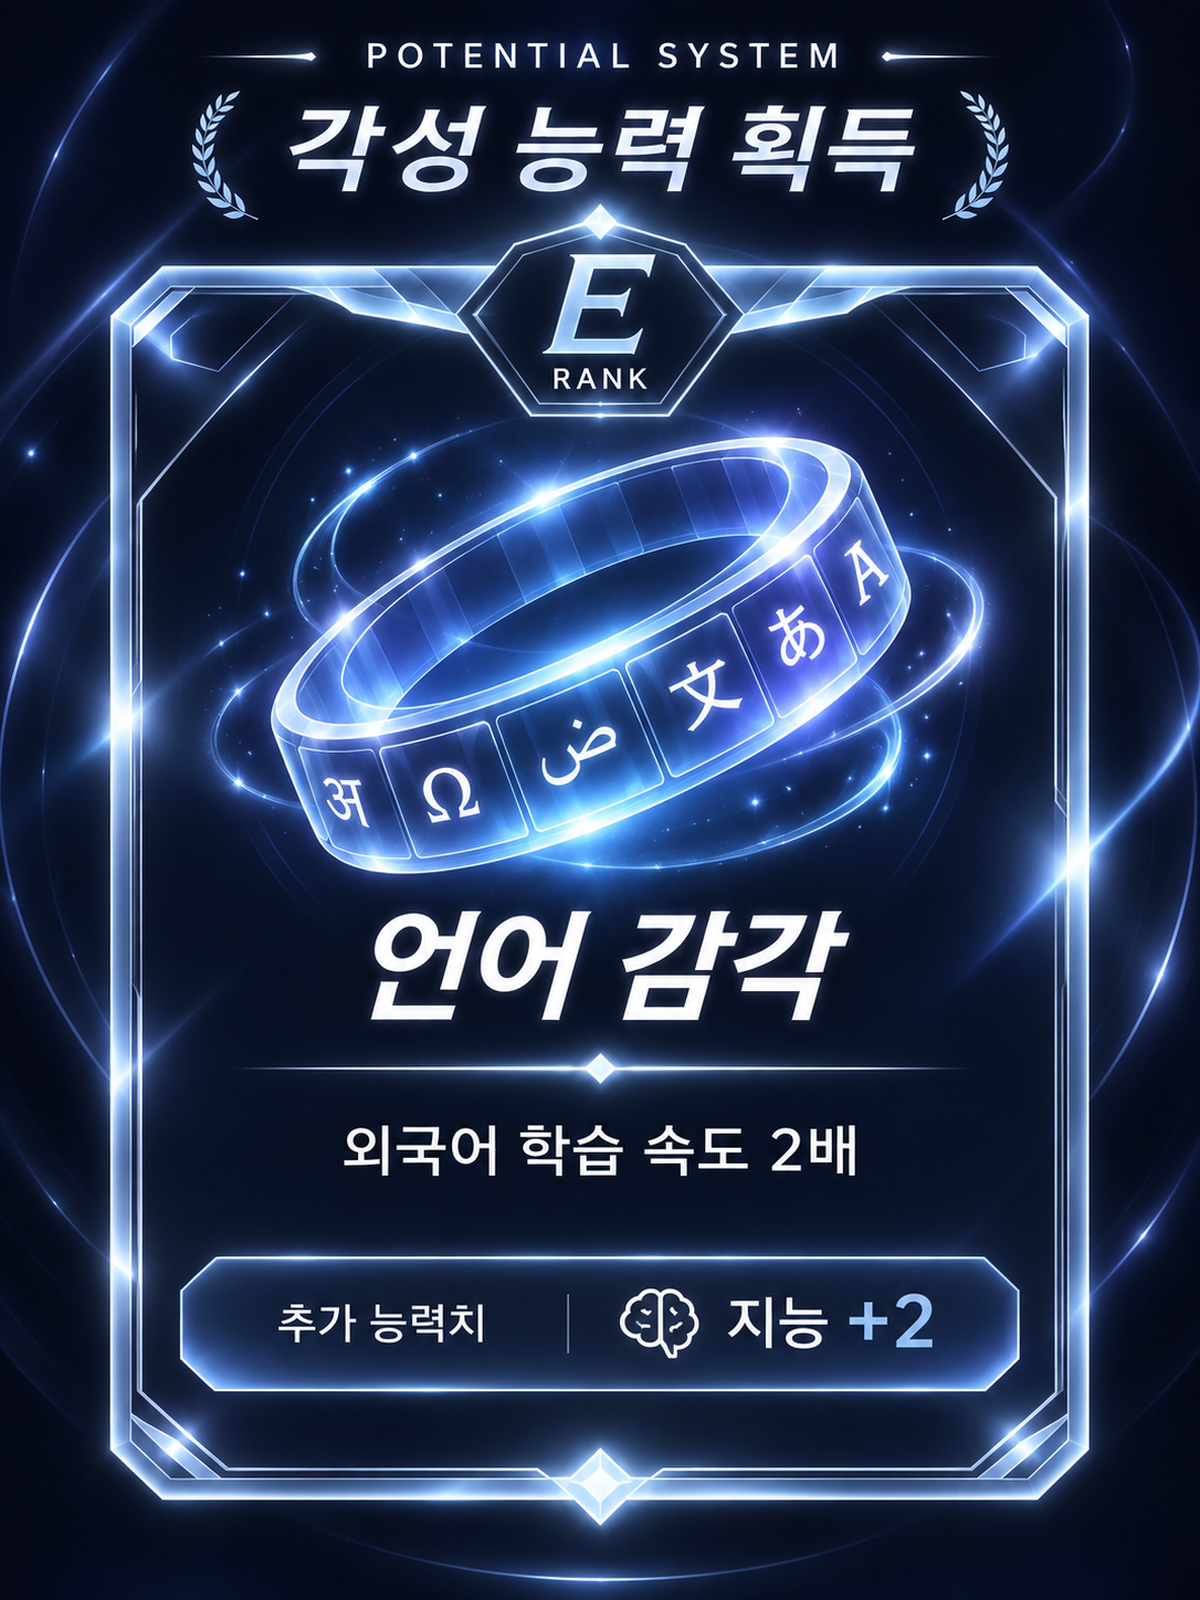 POTENTIAL SYSTEM
각성 능력 획득
E
RANK
अ Ω ض 文 あ A
언어 감각
외국어 학습 속도 2배
추가 능력치 지능 +2